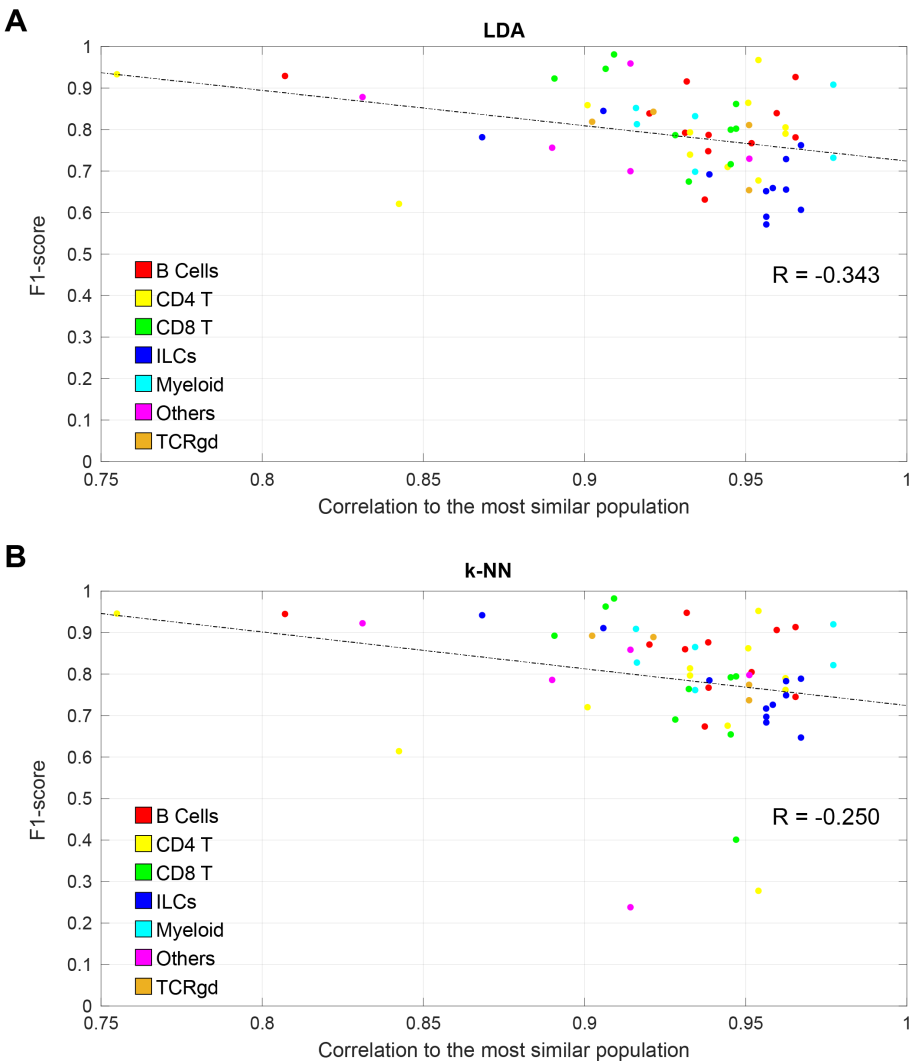 A
LDA
1
0.9
0.8
0.7
0.6
0.5
0.4
0.3
0.2
0.1
0
F1-score
B Cells
CD4 T
CD8 T
ILCs
Myeloid
Others
TCRgd
R = -0.343
0.75 0.8 0.85 0.9 0.95 1
Correlation to the most similar population
B
k-NN
1
0.9
0.8
0.7
0.6
0.5
0.4
0.3
0.2
0.1
0
F1-score
B Cells
CD4 T
CD8 T
ILCs
Myeloid
Others
TCRgd
R = -0.250
0.75 0.8 0.85 0.9 0.95 1
Correlation to the most similar population